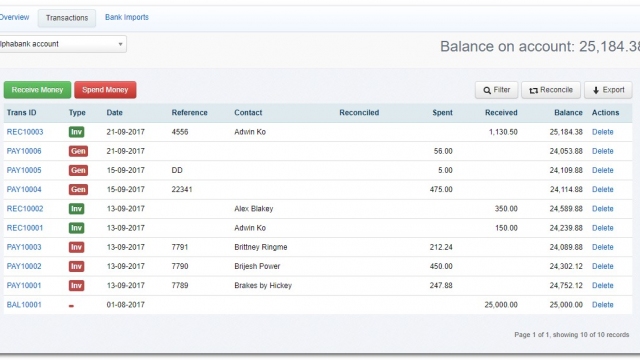 Overview Transactions Bank Imports
lphabank account Balance on account: 25,184.38
Receive Money Spend Money Filter Reconcile Export
Trans ID Type Date Reference Contact Reconciled Spent Received Balance Actions
REC10003 Inv 21-09-2017 4556 Adwin Ko 1,130.50 25,184.38 Delete
PAY10006 Gen 21-09-2017 56.00 24,053.88 Delete
PAY10005 Gen 15-09-2017 DD 5.00 24,109.88 Delete
PAY10004 Gen 15-09-2017 22341 475.00 24,114.88 Delete
REC10002 Inv 13-09-2017 Alex Blakey 350.00 24,589.88 Delete
REC10001 Inv 13-09-2017 Adwin Ko 150.00 24,239.88 Delete
PAY10003 Inv 13-09-2017 7791 Brittney Ringme 212.24 24,089.88 Delete
PAY10002 Inv 13-09-2017 7790 Brijesh Power 450.00 24,302.12 Delete
PAY10001 Inv 13-09-2017 7789 Brakes by Hickey 247.88 24,752.12 Delete
BAL10001 - 01-08-2017 25,000.00 25,000.00 Delete
Page 1 of 1, showing 10 of 10 records